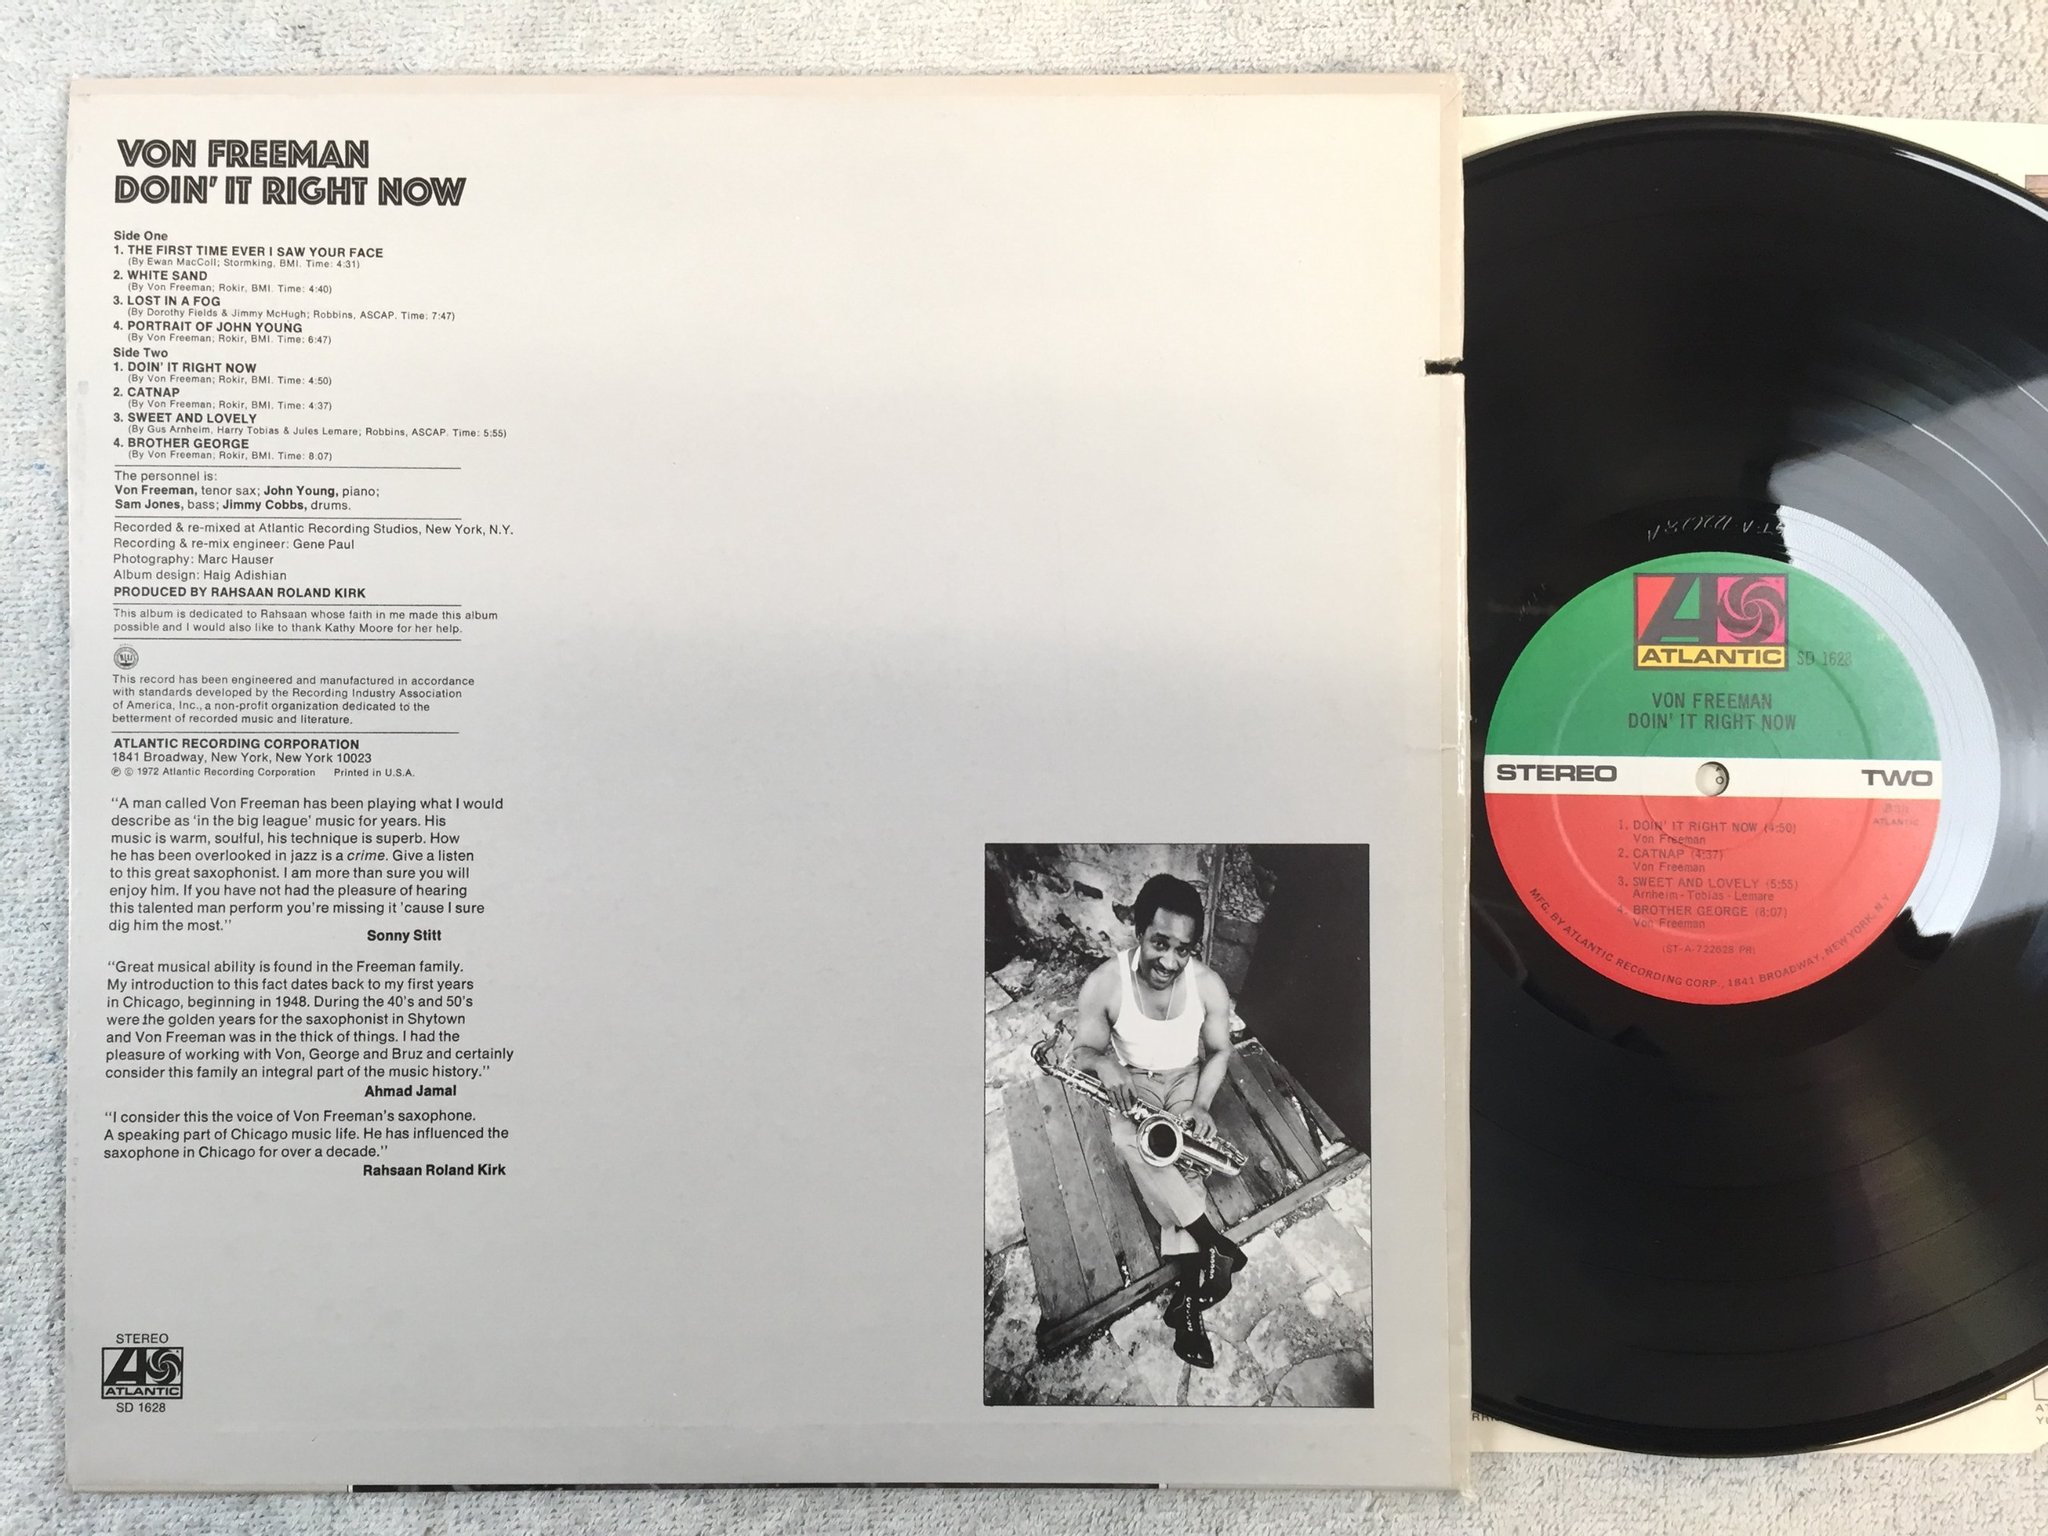 VON FREEMAN
DOIN' IT RIGHT NOW
Side One
1. THE FIRST TIME EVER I SAW YOUR FACE
(By Ewan MacColl; Stormking, BMI. Time: 4:31)
2. WHITE SAND
(By Von Freeman; Rokir, BMI. Time: 4:40)
3. LOST IN A FOG
(By Dorothy Fields & Jimmy McHugh; Robbins, ASCAP. Time: 7:47)
4. PORTRAIT OF JOHN YOUNG
(By Von Freeman; Rokir, BMI. Time: 6:47)
Side Two
1. DOIN' IT RIGHT NOW
(By Von Freeman; Rokir, BMI. Time: 4:50)
2. CATNAP
(By Von Freeman; Rokir, BMI. Time: 4:37)
3. SWEET AND LOVELY
(By Gus Arnheim, Harry Tobias & Jules Lemare; Robbins, ASCAP. Time: 5:55)
4. BROTHER GEORGE
(By Von Freeman; Rokir, BMI. Time: 8:07)
The personnel is:
Von Freeman, tenor sax; John Young, piano;
Sam Jones, bass; Jimmy Cobbs, drums.
Recorded & re-mixed at Atlantic Recording Studios, New York, N.Y.
Recording & re-mix engineer: Gene Paul
Photography: Marc Hauser
Album design: Haig Adishian
PRODUCED BY RAHSAAN ROLAND KIRK
This album is dedicated to Rahsaan whose faith in me made this album
possible and I would also like to thank Kathy Moore for her help.
This record has been engineered and manufactured in accordance
with standards developed by the Recording Industry Association
of America, Inc., a non-profit organization dedicated to the
betterment of recorded music and literature.
ATLANTIC RECORDING CORPORATION
1841 Broadway, New York, New York 10023
℗ © 1972 Atlantic Recording Corporation Printed in U.S.A.
"A man called Von Freeman has been playing what I would
describe as 'in the big league' music for years. His
music is warm, soulful, his technique is superb. How
he has been overlooked in jazz is a crime. Give a listen
to this great saxophonist. I am more than sure you will
enjoy him. If you have not had the pleasure of hearing
this talented man perform you're missing it 'cause I sure
dig him the most."
Sonny Stitt
"Great musical ability is found in the Freeman family.
My introduction to this fact dates back to my first years
in Chicago, beginning in 1948. During the 40's and 50's
were the golden years for the saxophonist in Shytown
and Von Freeman was in the thick of things. I had the
pleasure of working with Von, George and Bruz and certainly
consider this family an integral part of the music history."
Ahmad Jamal
"I consider this the voice of Von Freeman's saxophone.
A speaking part of Chicago music life. He has influenced the
saxophone in Chicago for over a decade."
Rahsaan Roland Kirk
STEREO
ATLANTIC
SD 1628
ATLANTIC
SD 1628
VON FREEMAN
DOIN' IT RIGHT NOW
STEREO TWO
ATLANTIC
1. DOIN' IT RIGHT NOW (4:50)
Von Freeman
2. CATNAP (4:37)
Von Freeman
3. SWEET AND LOVELY (5:55)
Arnheim - Tobias - Lemare
4. BROTHER GEORGE (8:07)
Von Freeman
(ST-A-722628 PR)
MFG. BY ATLANTIC RECORDING CORP., 1841 BROADWAY, NEW YORK, N.Y.